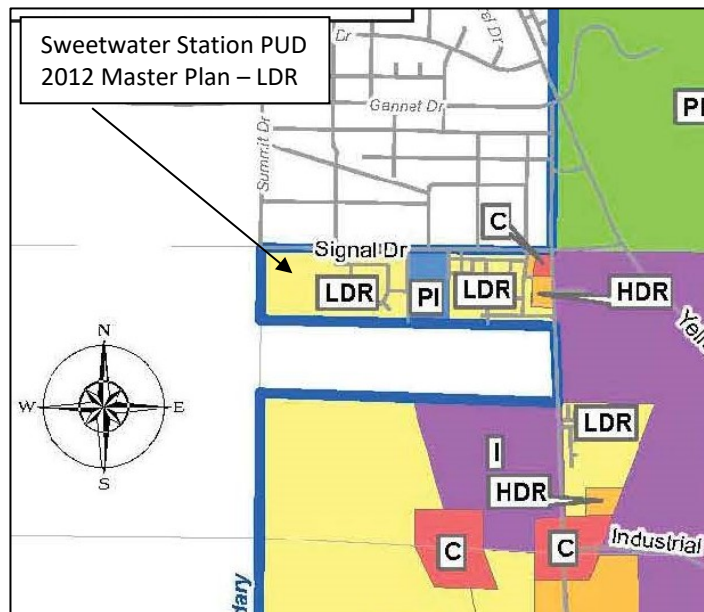 Sweetwater Station PUD
2012 Master Plan – LDR
Dr
Dr
Gannet Dr
Summit Dr
C
Signal Dr
LDR
PI
LDR
HDR
N
W
E
S
LDR
I
HDR
C
C
Industrial